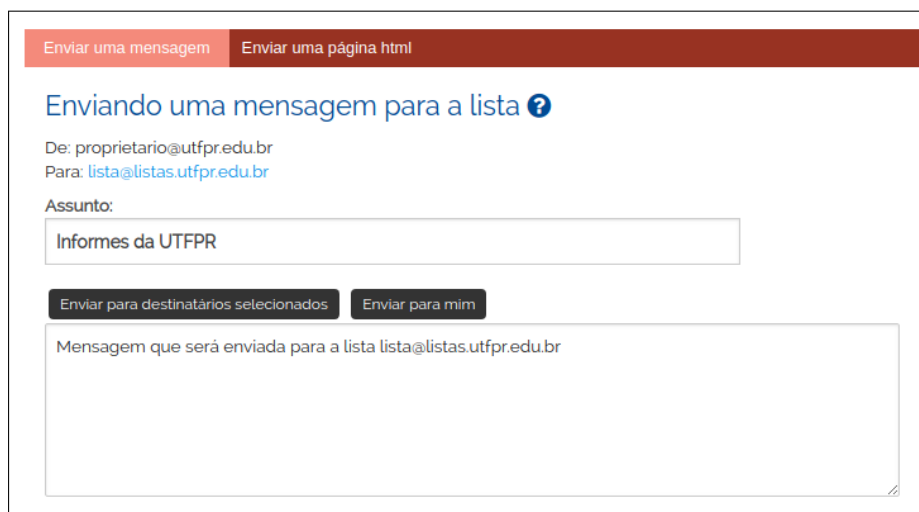 Enviar uma mensagem Enviar uma página html
Enviando uma mensagem para a lista ?
De: proprietario@utfpr.edu.br
Para: lista@listas.utfpr.edu.br
Assunto:
Informes da UTFPR
Enviar para destinatários selecionados Enviar para mim
Mensagem que será enviada para a lista lista@listas.utfpr.edu.br